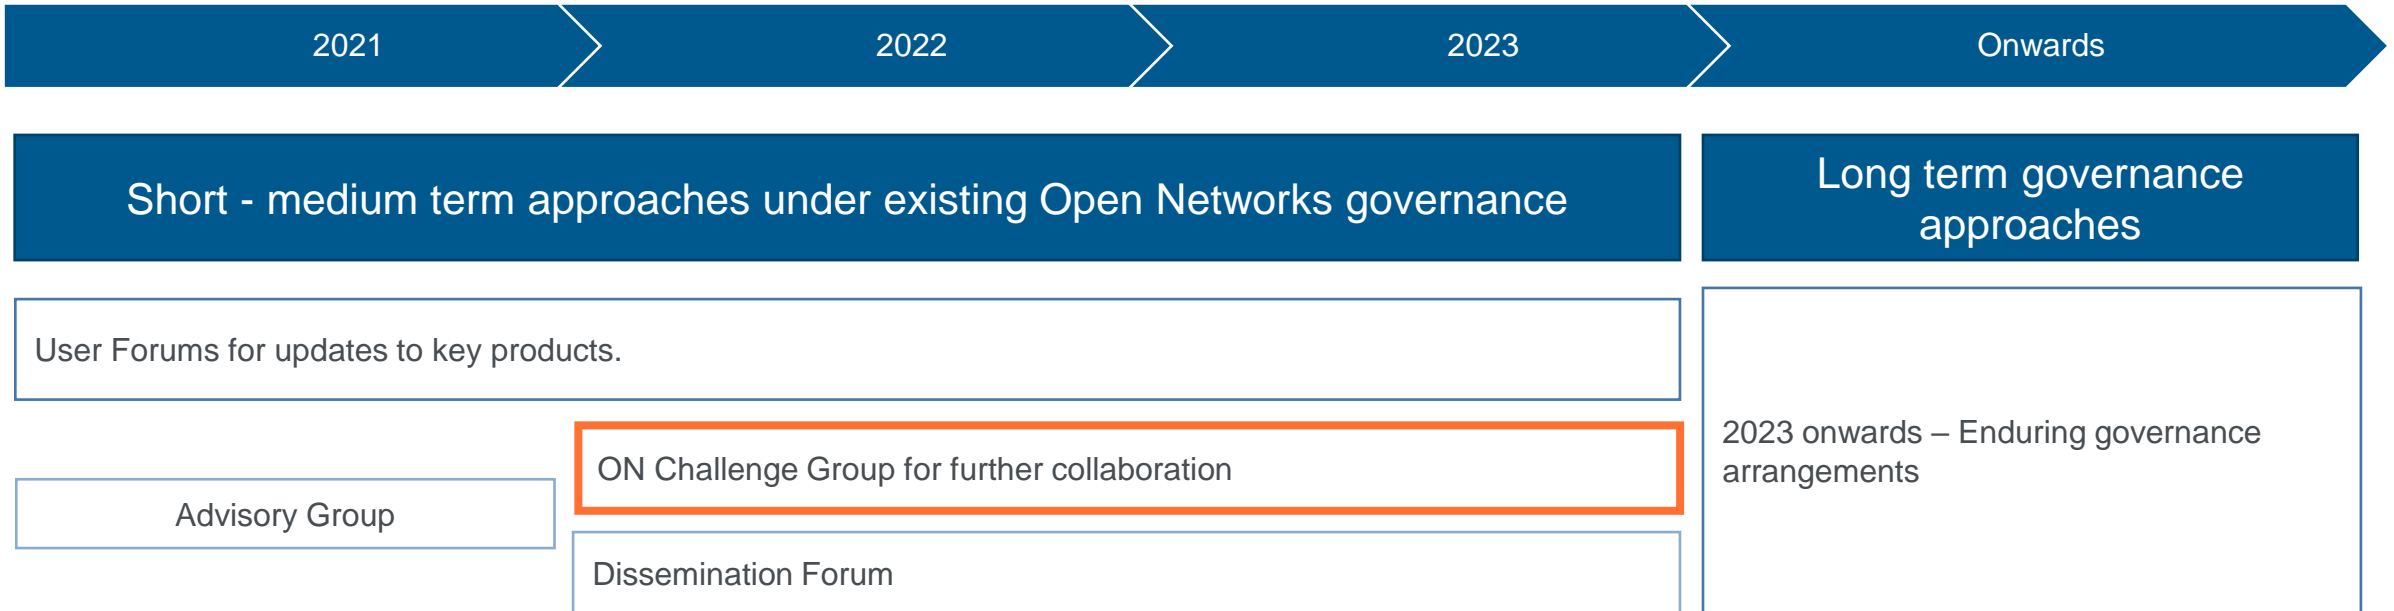 2021
2022
2023
Onwards
Short - medium term approaches under existing Open Networks governance
Long term governance
approaches
User Forums for updates to key products.
ON Challenge Group for further collaboration
2023 onwards – Enduring governance
arrangements
Advisory Group
Dissemination Forum